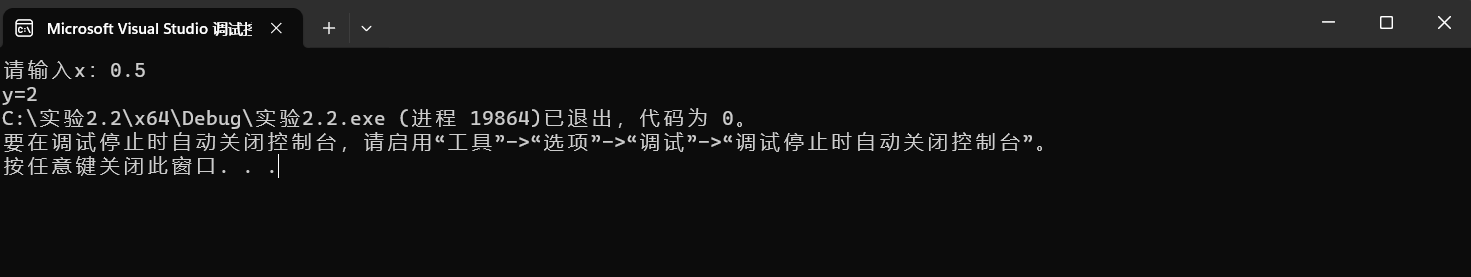 Microsoft Visual Studio 调试控
请输入x: 0.5
y=2
C:\实验2.2\x64\Debug\实验2.2.exe (进程 19864)已退出，代码为 0。
要在调试停止时自动关闭控制台，请启用“工具”->“选项”->“调试”->“调试停止时自动关闭控制台”。
按任意键关闭此窗口. . .